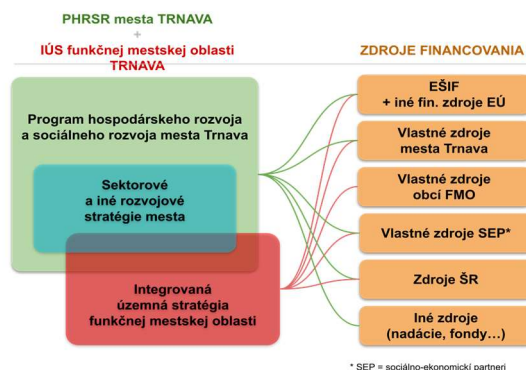 PHRSR mesta TRNAVA
+
IÚS funkčnej mestskej oblasti
TRNAVA
Program hospodárskeho rozvoja
a sociálneho rozvoja mesta Trnava
Sektorové
a iné rozvojové
stratégie mesta
Integrovaná
územná stratégia
funkčnej mestskej oblasti
ZDROJE FINANCOVANIA
EŠIF
+ iné fin. zdroje EÚ
Vlastné zdroje
mesta Trnava
Vlastné zdroje
obcí FMO
Vlastné zdroje SEP*
Zdroje ŠR
Iné zdroje
(nadácie, fondy…)
* SEP = sociálno-ekonomickí partneri